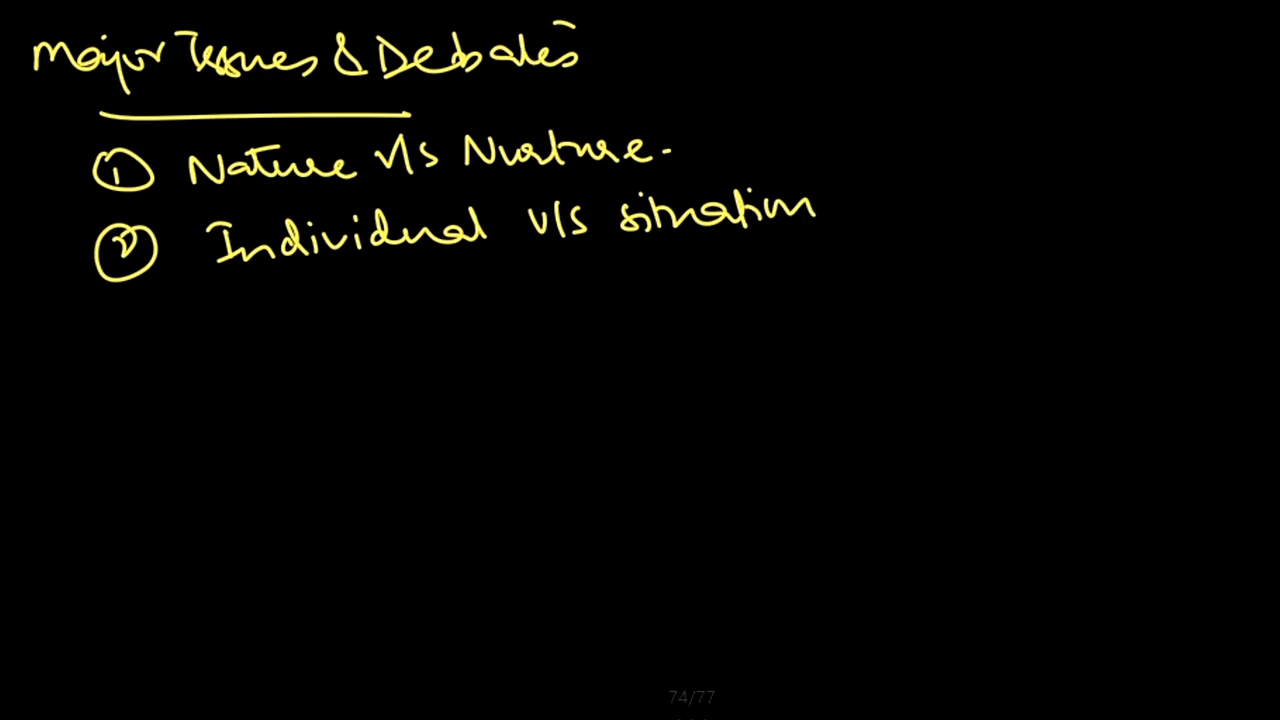 Major Issues & Debates
① Nature v/s Nurture.
② Individual v/s situation
74/77